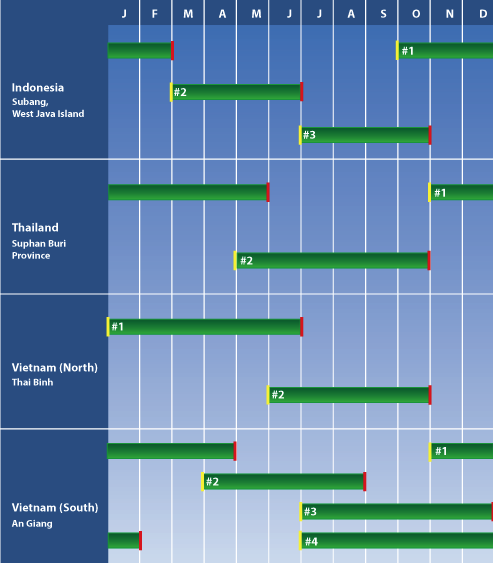 J F M A M J J A S O N D
#1
Indonesia
Subang,
West Java Island
#2
#3
#1
Thailand
Suphan Buri
Province
#2
#1
Vietnam (North)
Thai Binh
#2
#1
#2
Vietnam (South)
An Giang
#3
#4